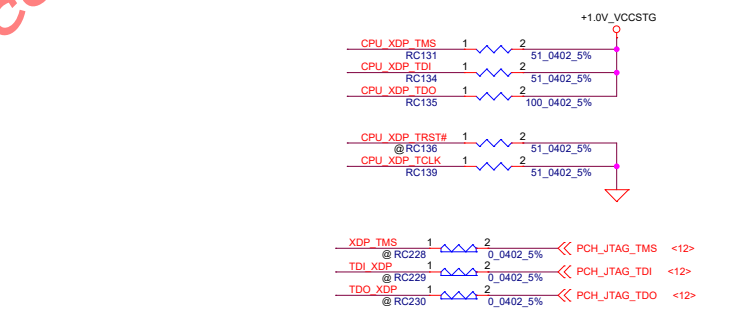 +1.0V_VCCSTG
CPU_XDP_TMS 1 2
RC131 51_0402_5%
CPU_XDP_TDI 1 2
RC134 51_0402_5%
CPU_XDP_TDO 1 2
RC135 100_0402_5%
CPU_XDP_TRST# 1 2
@ RC136 51_0402_5%
CPU_XDP_TCLK 1 2
RC139 51_0402_5%
XDP_TMS 1 2 PCH_JTAG_TMS <12>
@ RC228 0_0402_5%
TDI_XDP 1 2 PCH_JTAG_TDI <12>
@ RC229 0_0402_5%
TDO_XDP 1 2 PCH_JTAG_TDO <12>
@ RC230 0_0402_5%